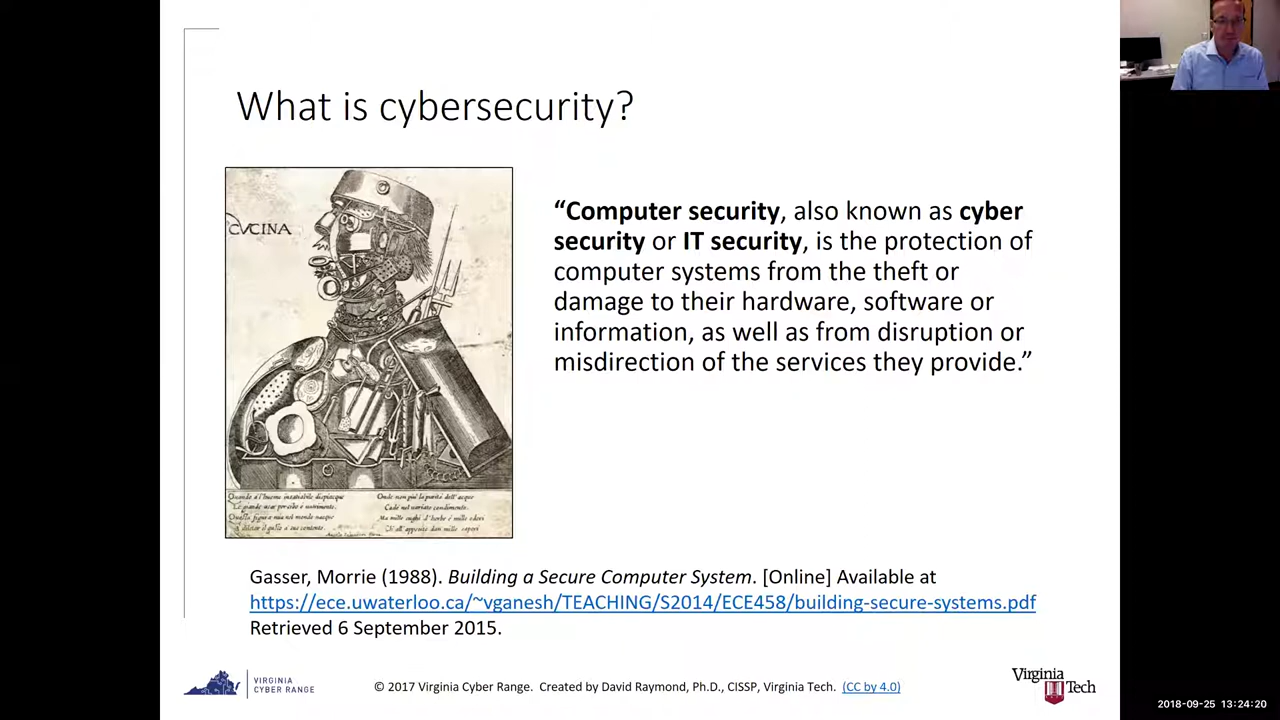 What is cybersecurity?
CVCINA
“Computer security, also known as cyber
security or IT security, is the protection of
computer systems from the theft or
damage to their hardware, software or
information, as well as from disruption or
misdirection of the services they provide.”
Gasser, Morrie (1988). Building a Secure Computer System. [Online] Available at
https://ece.uwaterloo.ca/~vganesh/TEACHING/S2014/ECE458/building-secure-systems.pdf
Retrieved 6 September 2015.
VIRGINIA
CYBER RANGE
© 2017 Virginia Cyber Range. Created by David Raymond, Ph.D., CISSP, Virginia Tech. (CC by 4.0)
Virginia
Tech
2018-09-25 13:24:20